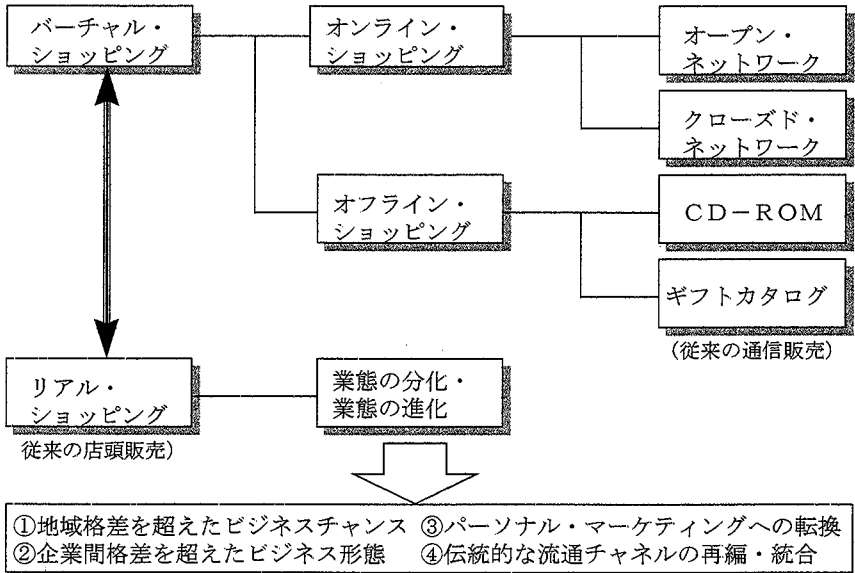 バーチャル・
ショッピング
オンライン・
ショッピング
オープン・
ネットワーク
クローズド・
ネットワーク
オフライン・
ショッピング
CD－ROM
ギフトカタログ
(従来の通信販売)
リアル・
ショッピング
従来の店頭販売)
業態の分化・
業態の進化
①地域格差を超えたビジネスチャンス
②企業間格差を超えたビジネス形態
③パーソナル・マーケティングへの転換
④伝統的な流通チャネルの再編・統合